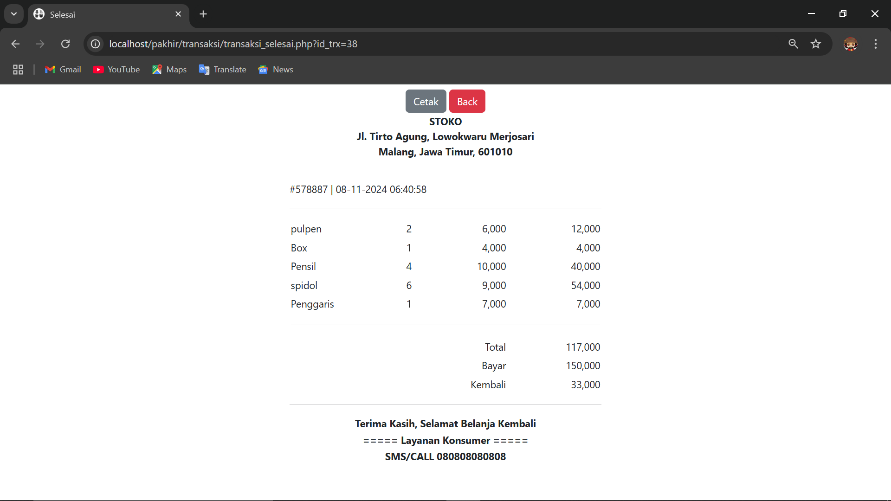 Selesai
localhost/pakhir/transaksi/transaksi_selesai.php?id_trx=38
Gmail YouTube Maps Translate News
Cetak Back
STOKO
Jl. Tirto Agung, Lowokwaru Merjosari
Malang, Jawa Timur, 601010
#578887 | 08-11-2024 06:40:58
pulpen 2 6,000 12,000
Box 1 4,000 4,000
Pensil 4 10,000 40,000
spidol 6 9,000 54,000
Penggaris 1 7,000 7,000
Total 117,000
Bayar 150,000
Kembali 33,000
Terima Kasih, Selamat Belanja Kembali
===== Layanan Konsumer =====
SMS/CALL 080808080808